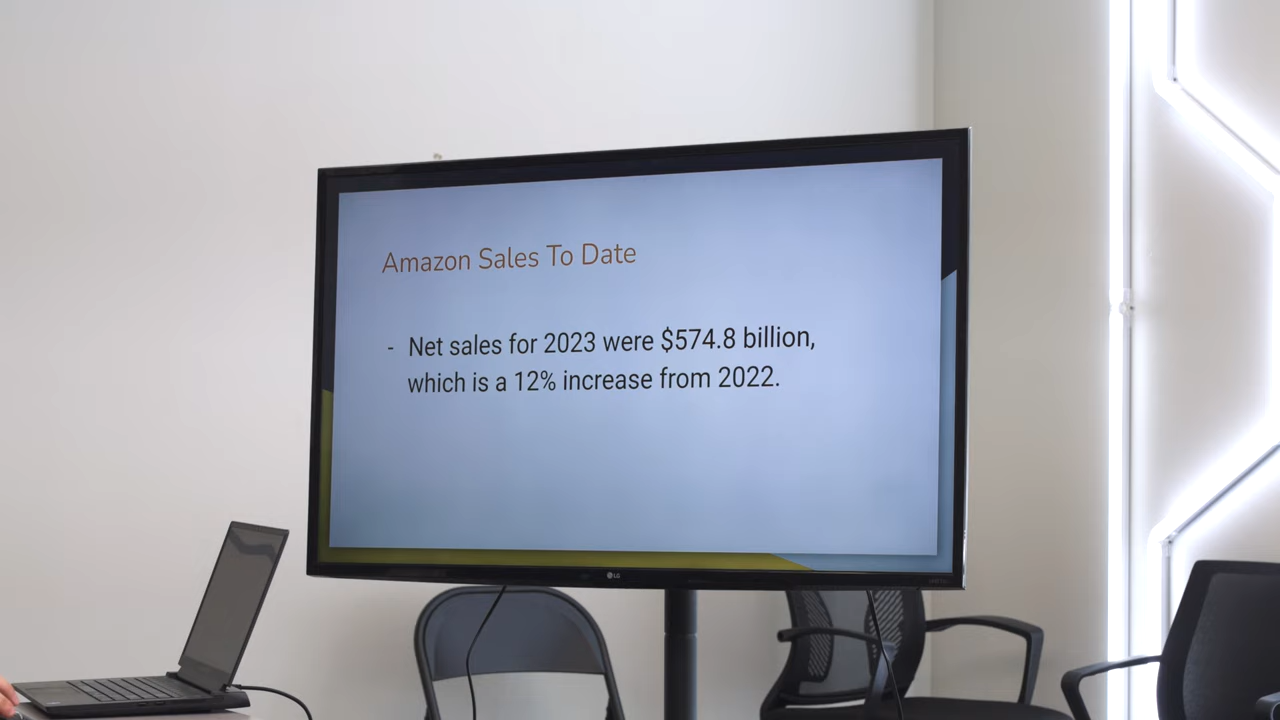 Amazon Sales To Date
- Net sales for 2023 were $574.8 billion,
which is a 12% increase from 2022.
LG